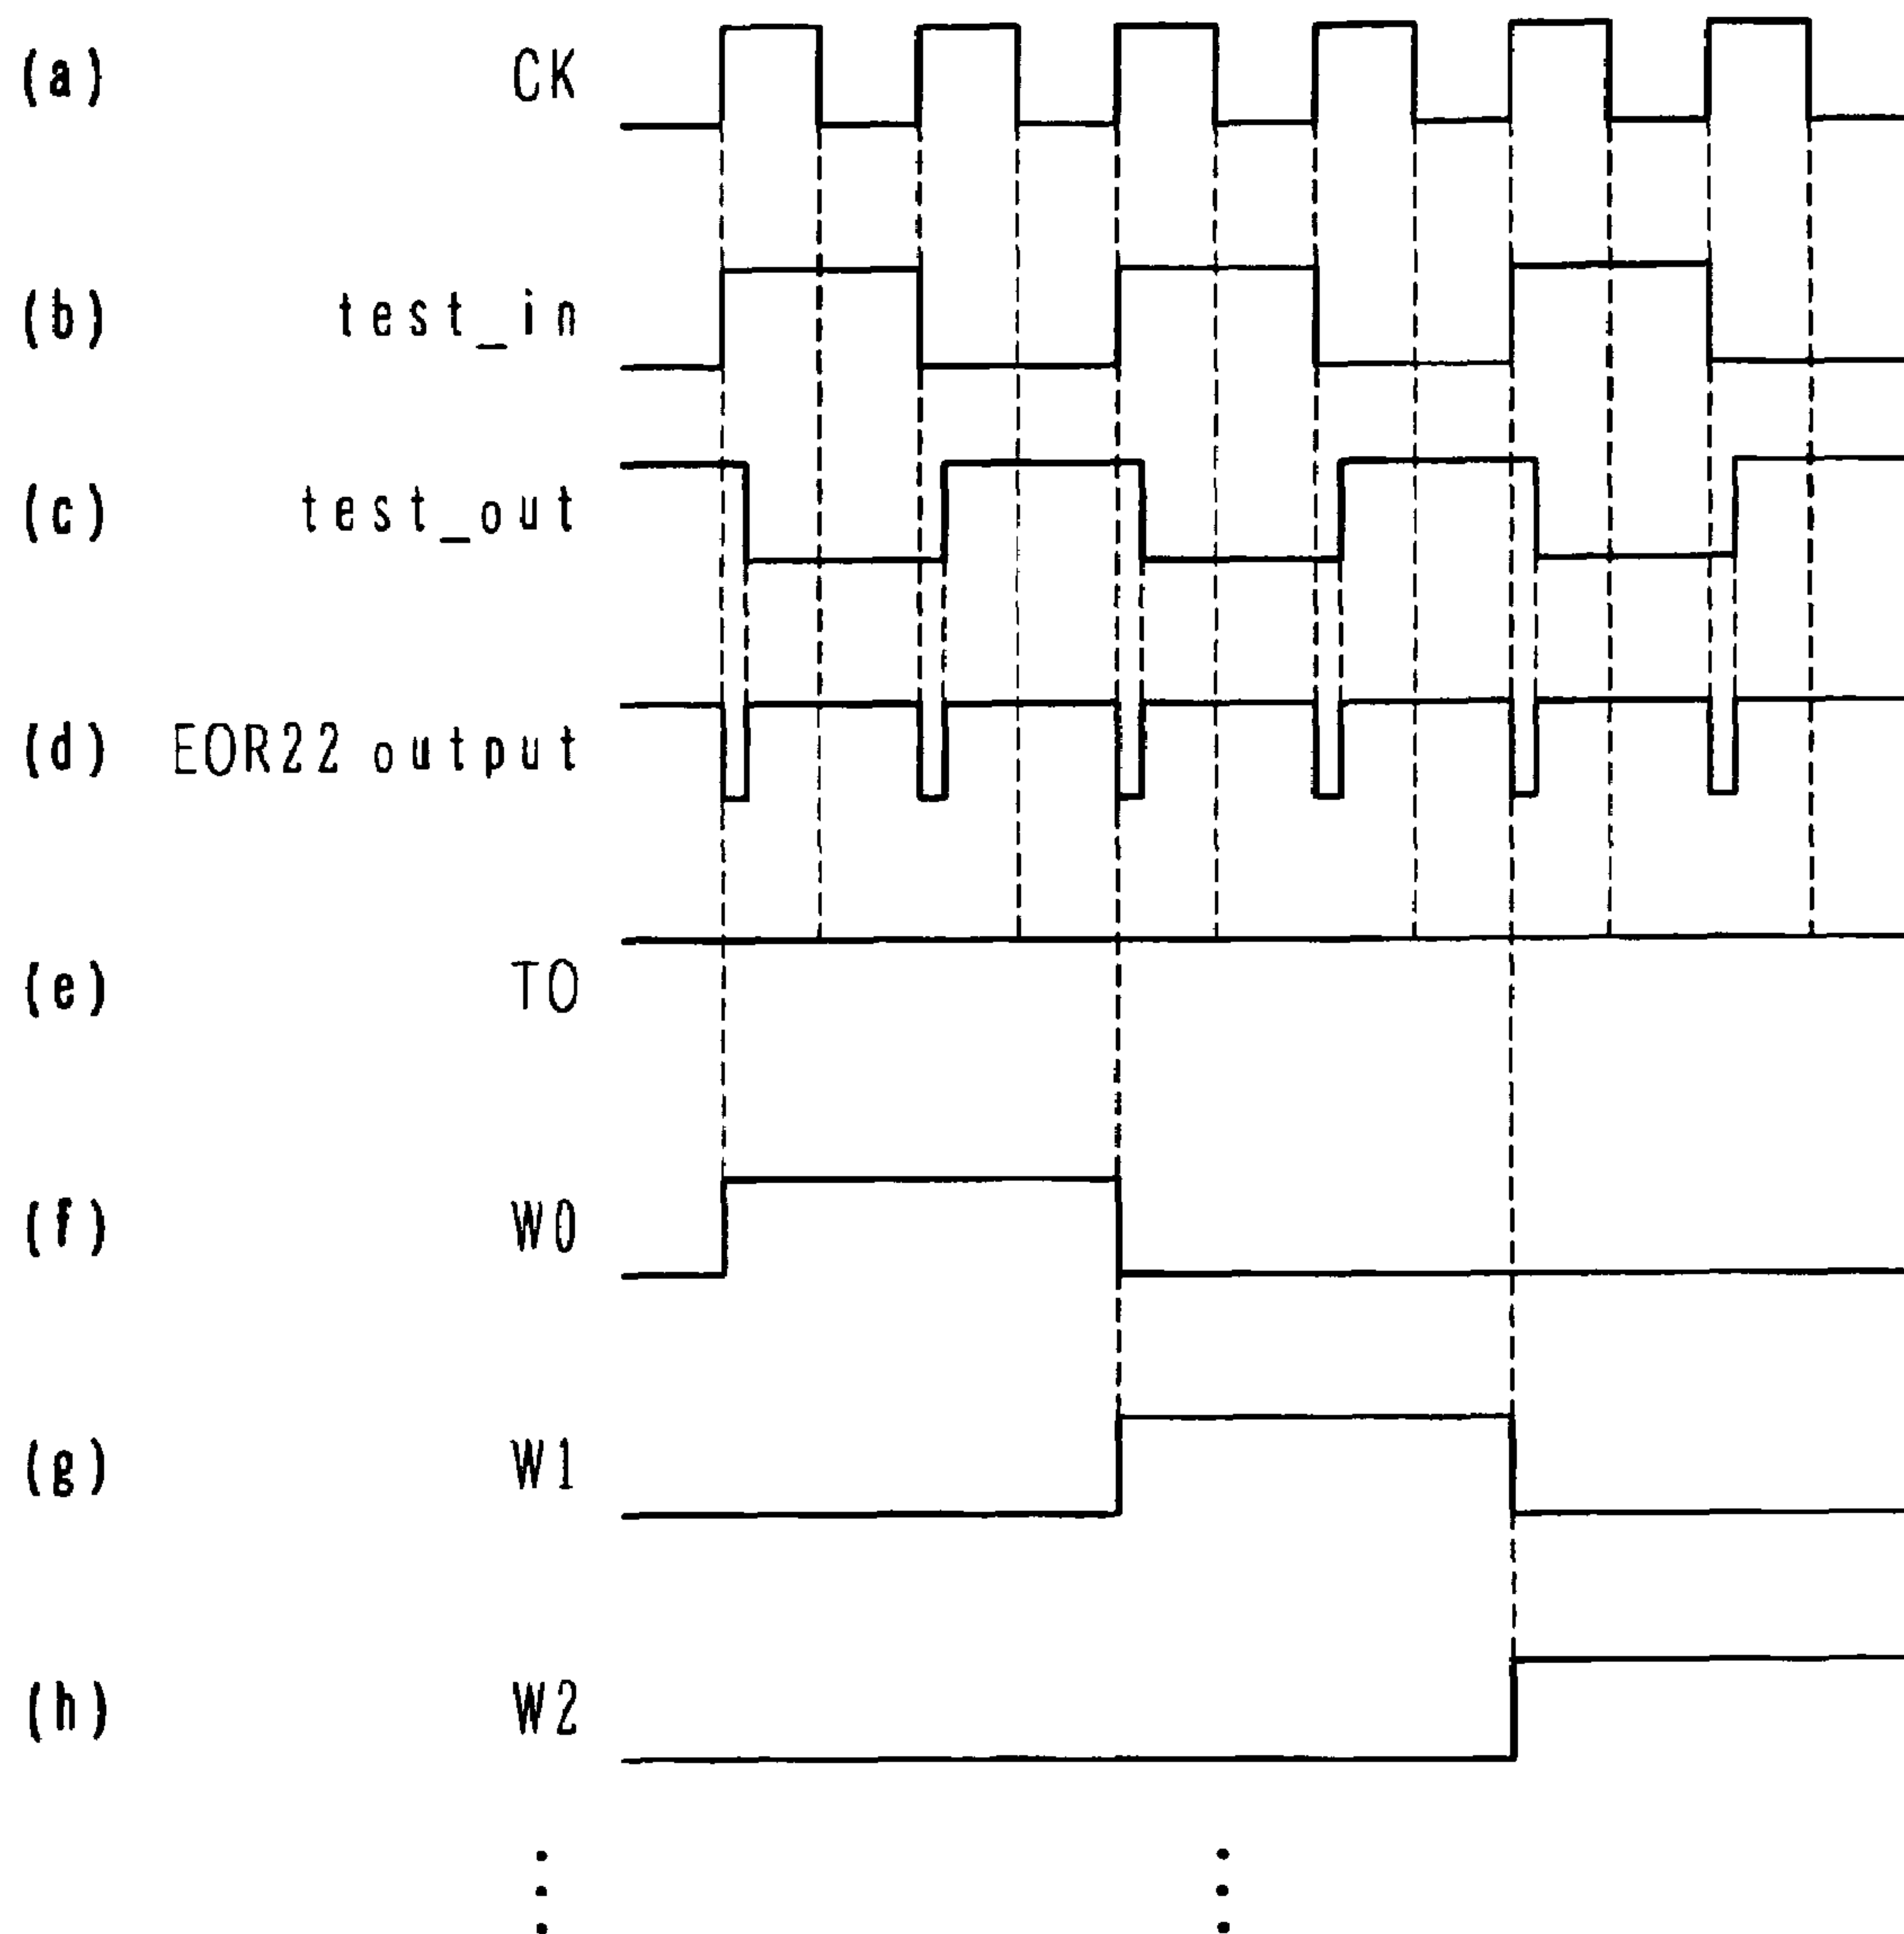 (a) CK
(b) test_in
(c) test_out
(d) EOR22 output
(e) TO
(f) W0
(g) W1
(h) W2